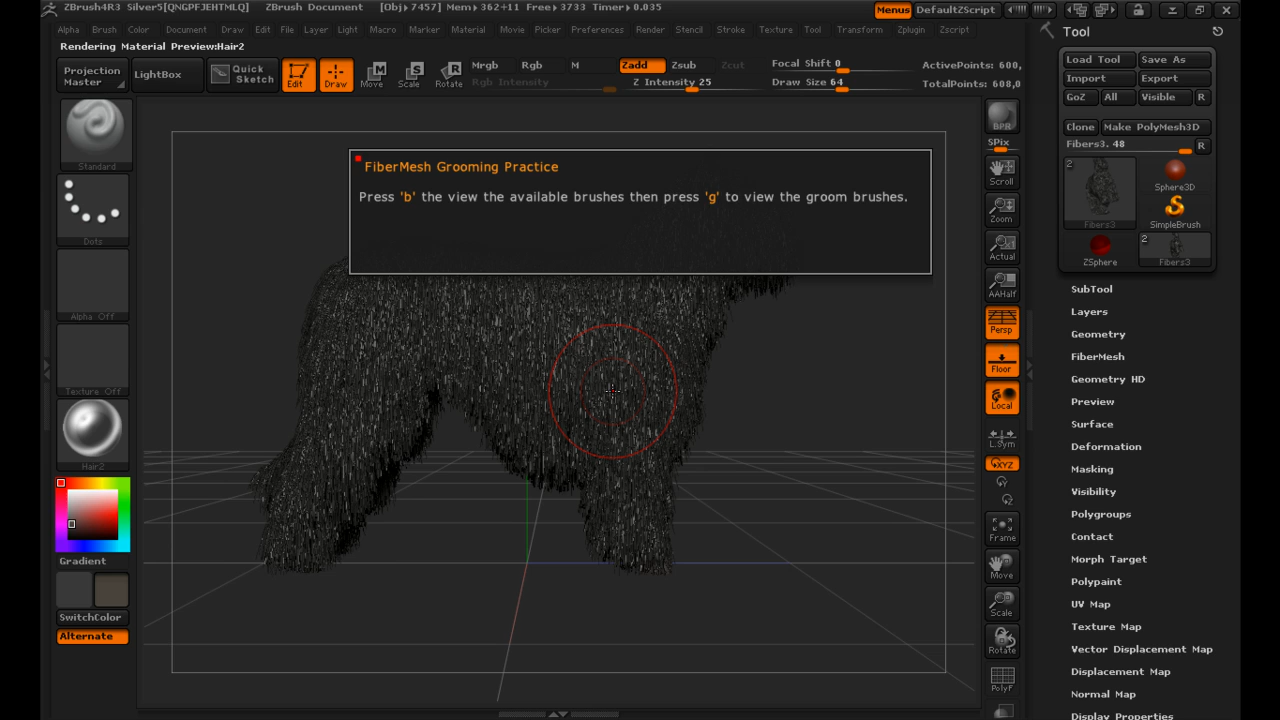 ZBrush4R3 Silver5[QNGPFJEHTMLQ] ZBrush Document [Obj▸7457] Mem▸362+11 Free▸3733 Timer▸0.035 Menus DefaultZScript
Alpha Brush Color Document Draw Edit File Layer Light Macro Marker Material Movie Picker Preferences Render Stencil Stroke Texture Tool Transform Zplugin Zscript
Rendering Material Preview:Hair2
Projection Master
LightBox
Quick Sketch
Edit
Draw
Move
Scale
Rotate
Mrgb Rgb M
Rgb Intensity
Zadd Zsub Zcut
Z Intensity 25
Focal Shift 0
Draw Size 64
ActivePoints: 600,
TotalPoints: 608,0
Standard
Dots
Alpha Off
Texture Off
Hair2
Gradient
SwitchColor
Alternate
FiberMesh Grooming Practice
Press 'b' the view the available brushes then press 'g' to view the groom brushes.
BPR
SPix
Scroll
Zoom
Actual
AAHalf
Persp
Floor
Local
L.Sym
XYZ
Y
Z
Frame
Move
Scale
Rotate
PolyF
Tool
Load Tool Save As
Import Export
GoZ All Visible R
Clone Make PolyMesh3D
Fibers3. 48 R
2
Fibers3
Sphere3D
SimpleBrush
ZSphere
2
Fibers3
SubTool
Layers
Geometry
FiberMesh
Geometry HD
Preview
Surface
Deformation
Masking
Visibility
Polygroups
Contact
Morph Target
Polypaint
UV Map
Texture Map
Vector Displacement Map
Displacement Map
Normal Map
Display Properties